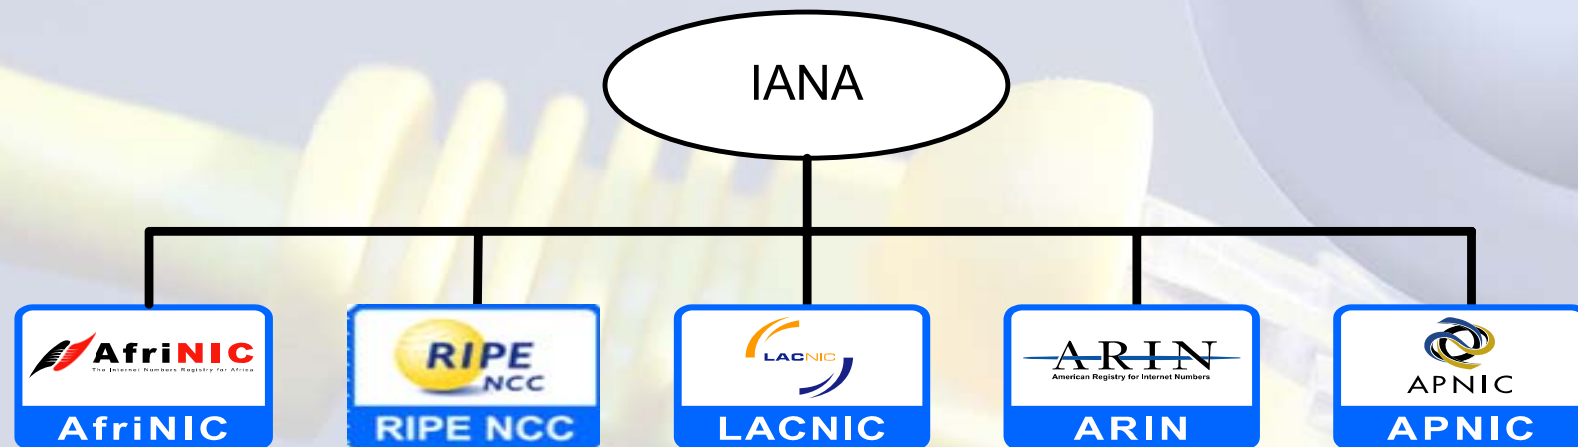 IANA
AfriNIC
The Internet Numbers Registry for Africa
AfriNIC
RIPE
NCC
RIPE NCC
LACNIC
LACNIC
ARIN
American Registry for Internet Numbers
ARIN
APNIC
APNIC